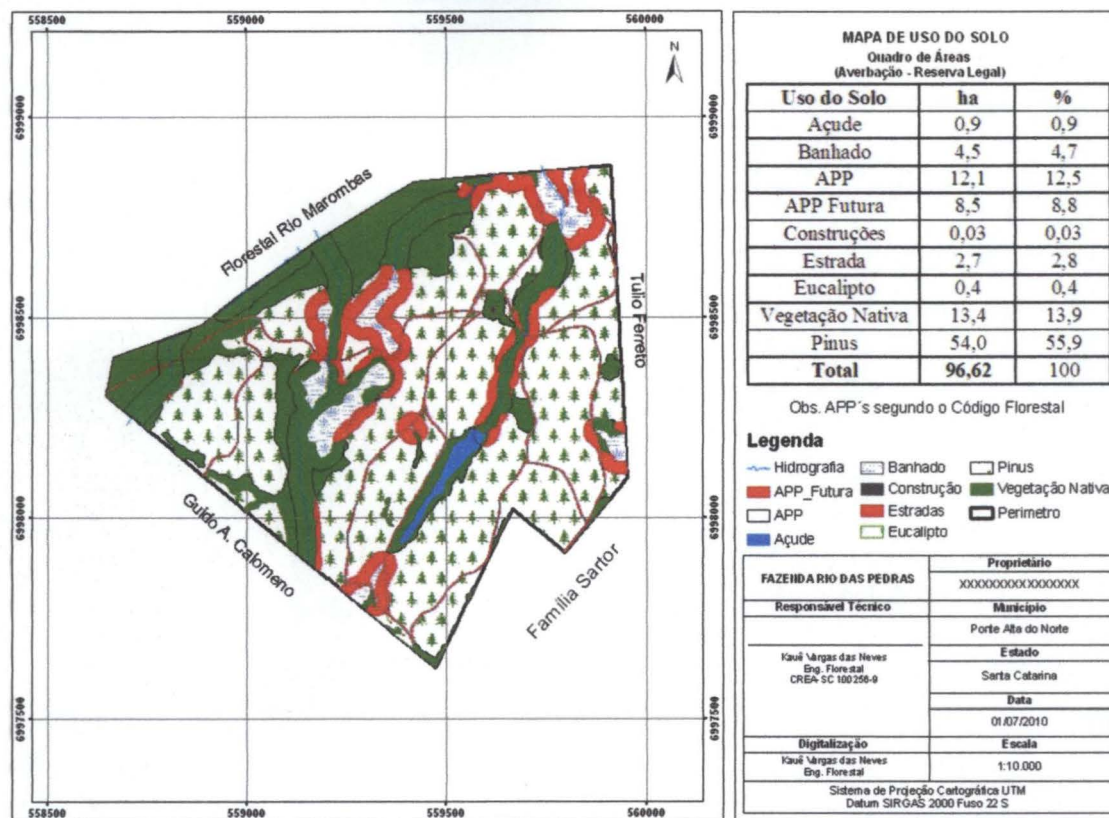 558500 559000 559500 560000
6999000
6998500
6998000
6997500
N
Florestal Rio Marombas
Tulio Ferreto
Guido A. Calomeno
Família Sartor
6999000
6998500
6998000
6997500
558500 559000 559500 560000
MAPA DE USO DO SOLO
Quadro de Áreas
(Averbação - Reserva Legal)
Uso do Solo ha %
Açude 0,9 0,9
Banhado 4,5 4,7
APP 12,1 12,5
APP Futura 8,5 8,8
Construções 0,03 0,03
Estrada 2,7 2,8
Eucalipto 0,4 0,4
Vegetação Nativa 13,4 13,9
Pinus 54,0 55,9
Total 96,62 100
Obs. APP´s segundo o Código Florestal
Legenda
Hidrografia Banhado Pinus
APP_Futura Construção Vegetação Nativa
APP Estradas Perimetro
Açude Eucalipto
FAZENDA RIO DAS PEDRAS
Proprietário
XXXXXXXXXXXXXXXX
Responsável Técnico
Município
Ponte Alta do Norte
Kauê Vargas das Neves
Eng. Florestal
CREA-SC 100256-9
Estado
Santa Catarina
Data
01/07/2010
Digitalização
Escala
Kauê Vargas das Neves
Eng. Florestal
1:10.000
Sistema de Projeção Cartográfica UTM
Datum SIRGAS 2000 Fuso 22 S